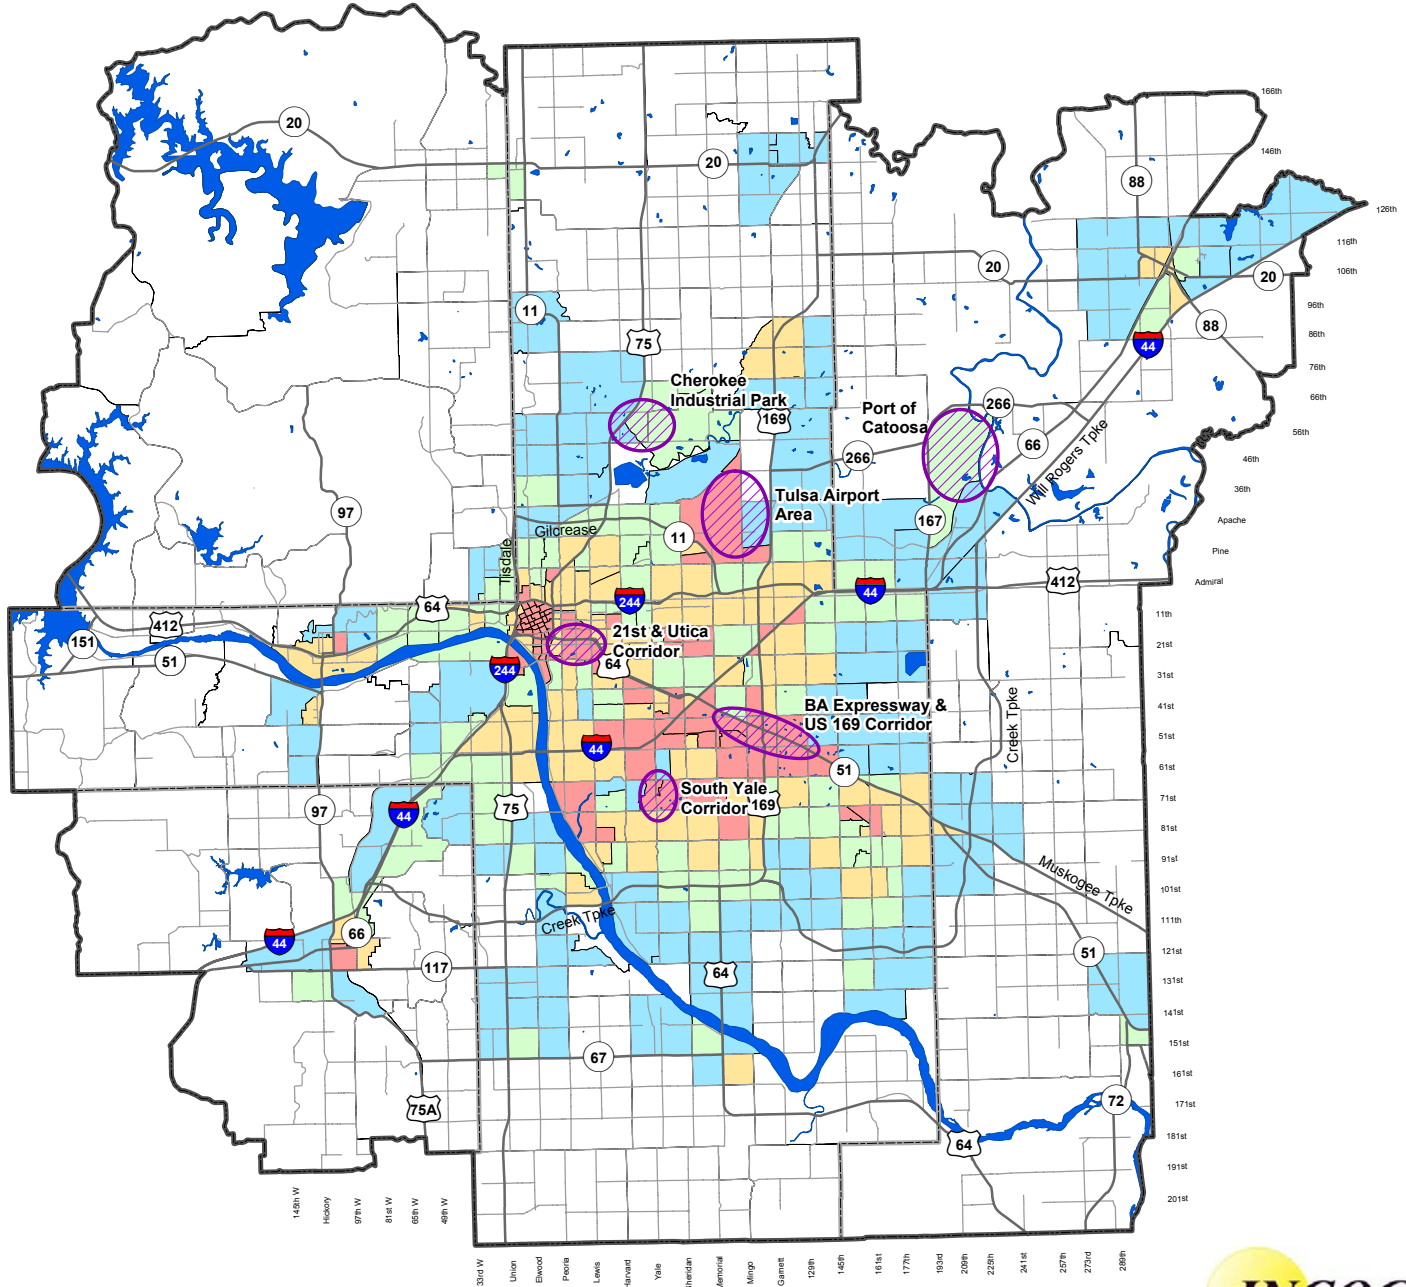 166th
20
146th
20
88
126th
116th
20
106th
20
96th
11
88
86th
75
44
76th
Cherokee
Industrial Park
66th
266
Port of
Catoosa
169
56th
66
266
46th
Will Rogers Tpke
Tulsa Airport
Area
36th
97
167
Apache
Gilcrease
11
Pine
Tisdale
412
Admiral
44
244
64
11th
412
151
21st & Utica
Corridor
21st
51
64
244
31st
BA Expressway &
US 169 Corridor
41st
Creek Tpke
51st
44
61st
51
South Yale
Corridor
169
71st
97
44
75
81st
91st
Muskogee Tpke
101st
Creek Tpke
111th
66
44
51
121st
117
64
131st
141st
151st
67
161st
72
171st
75A
64
181st
191st
201st
145th W
Hickory
97th W
81st W
65th W
49th W
33rd W
Union
Elwood
Peoria
Lewis
Harvard
Yale
Sheridan
Memorial
Mingo
Garnett
129th
145th
161st
177th
193rd
209th
225th
241st
257th
273rd
289th